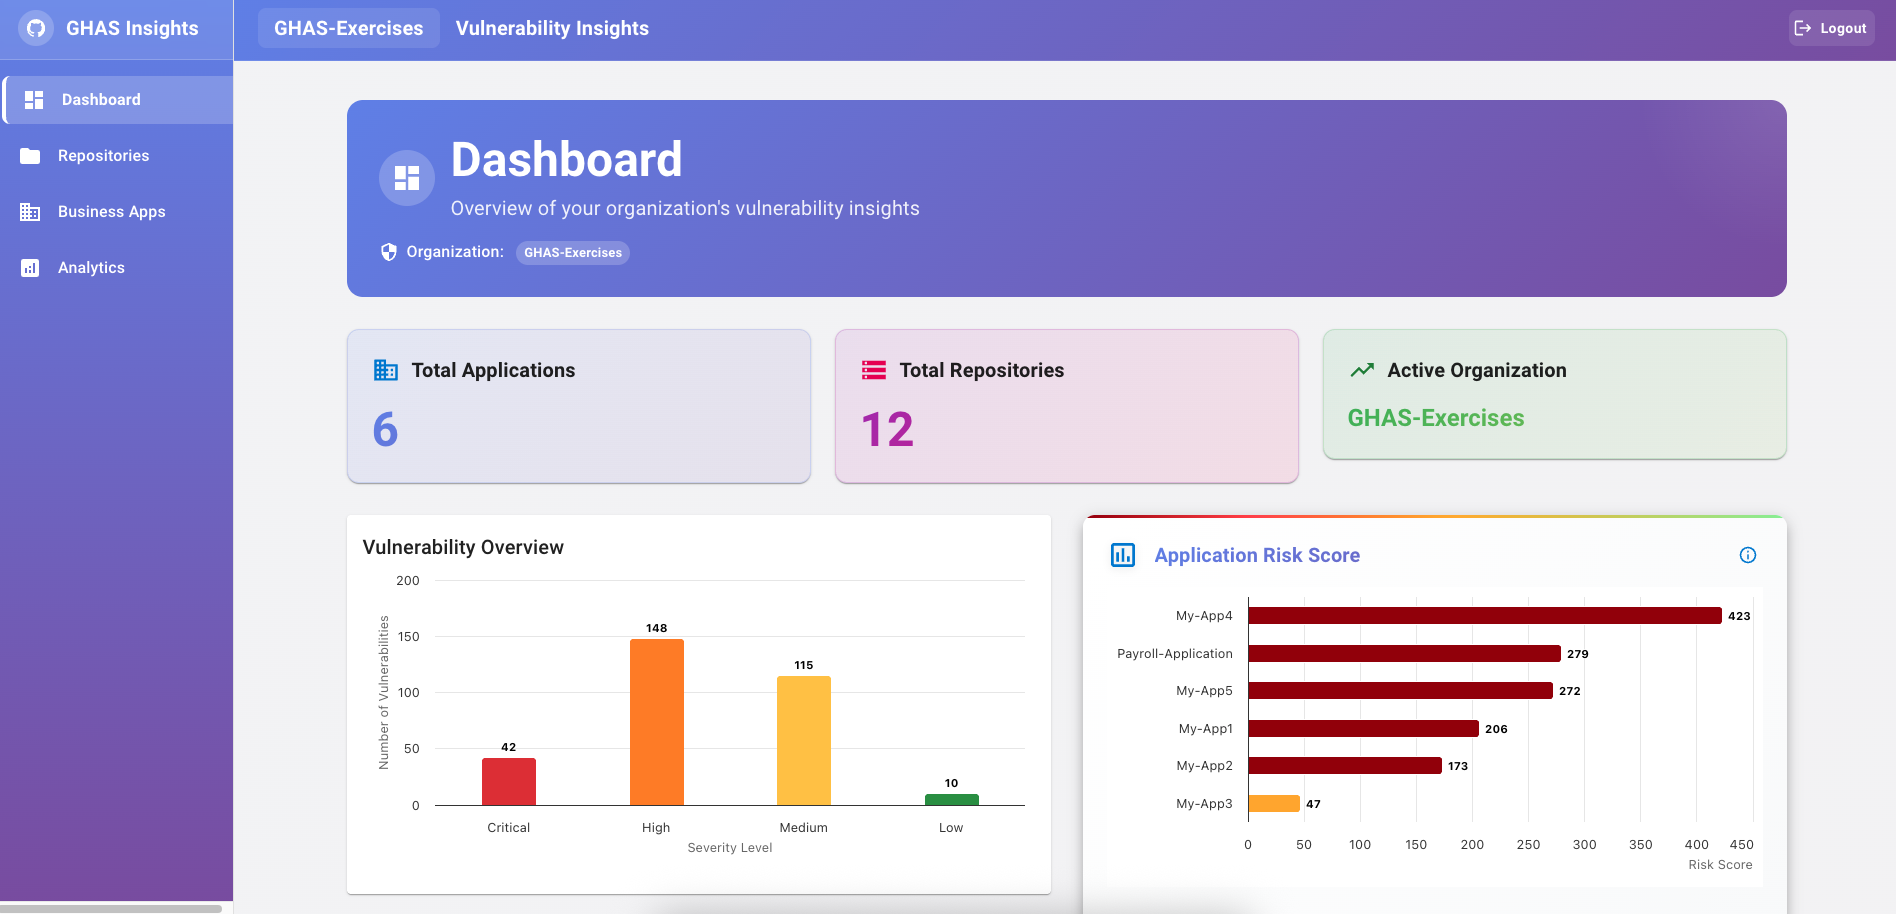 GHAS Insights
GHAS-Exercises
Vulnerability Insights
Logout
Dashboard
Repositories
Business Apps
Analytics
Dashboard
Overview of your organization's vulnerability insights
Organization: GHAS-Exercises
Total Applications
6
Total Repositories
12
Active Organization
GHAS-Exercises
Vulnerability Overview
Number of Vulnerabilities
200
150
100
50
0
42
148
115
10
Critical High Medium Low
Severity Level
Application Risk Score
My-App4 423
Payroll-Application 279
My-App5 272
My-App1 206
My-App2 173
My-App3 47
0 50 100 150 200 250 300 350 400 450
Risk Score